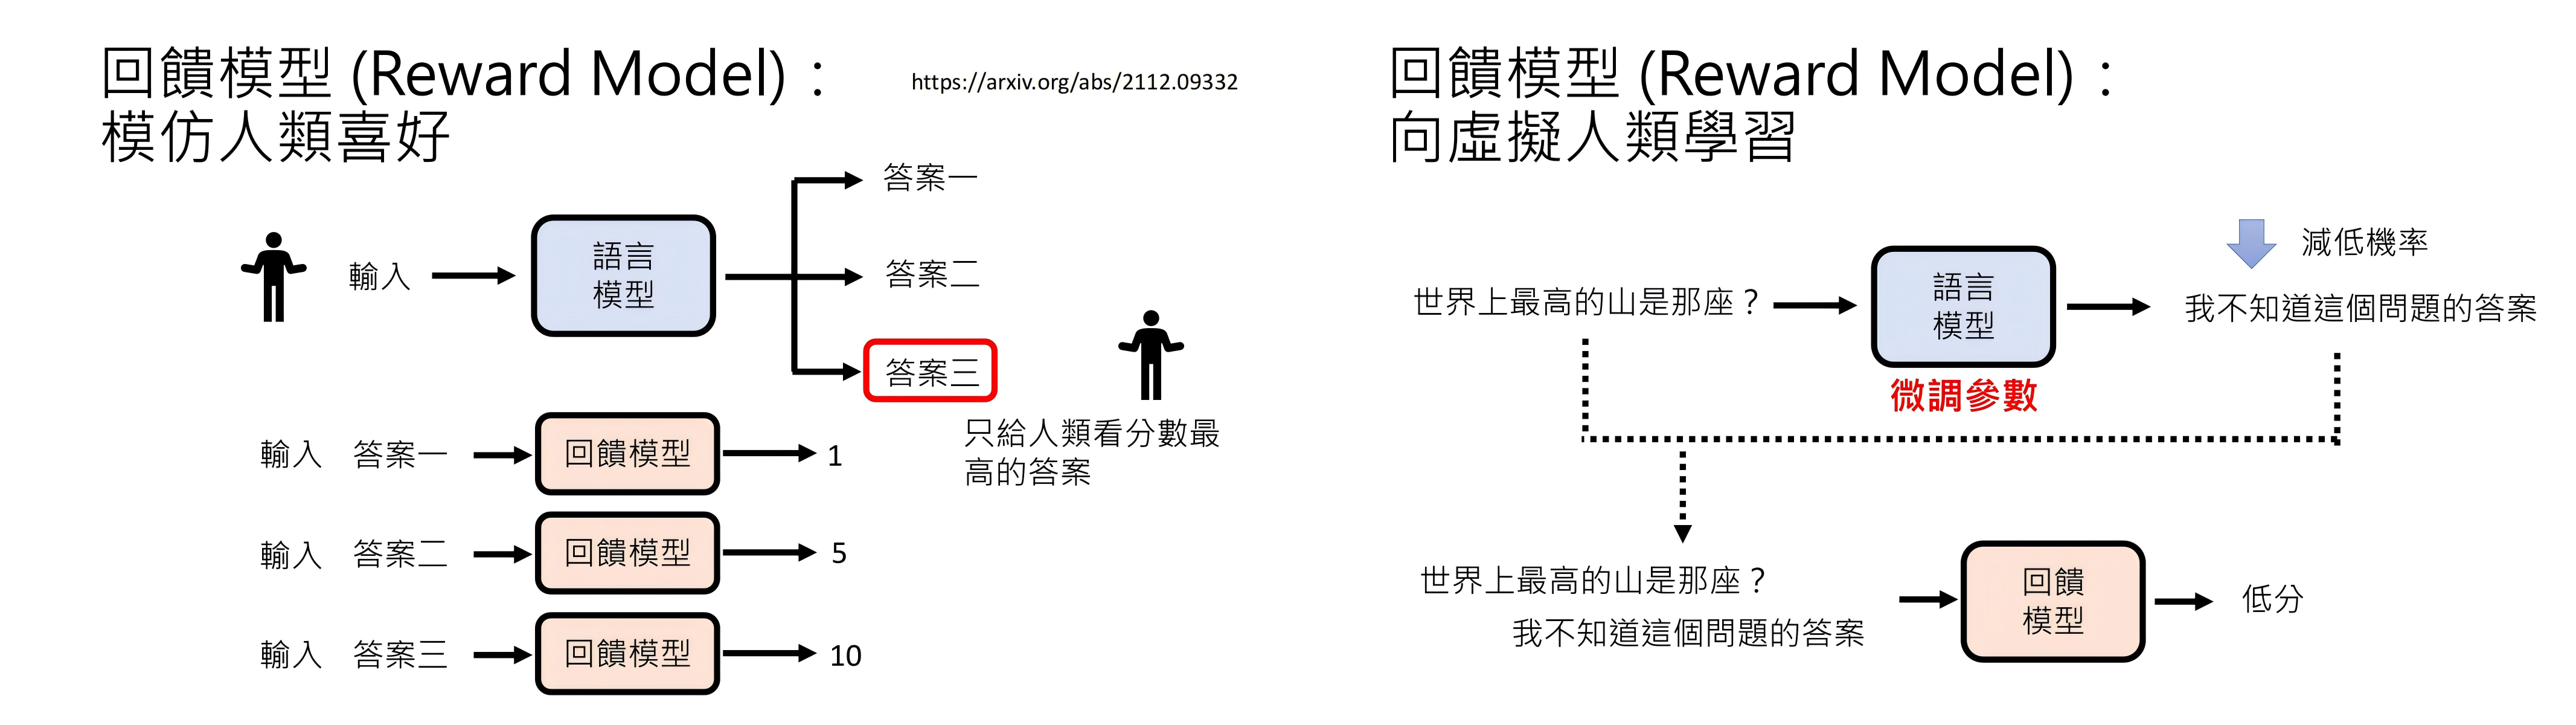 回饋模型 (Reward Model)：
模仿人類喜好
https://arxiv.org/abs/2112.09332
答案一
輸入
語言
模型
答案二
答案三
只給人類看分數最
高的答案
輸入 答案一 回饋模型 1
輸入 答案二 回饋模型 5
輸入 答案三 回饋模型 10
回饋模型 (Reward Model)：
向虛擬人類學習
減低機率
世界上最高的山是那座？
語言
模型
我不知道這個問題的答案
微調參數
世界上最高的山是那座？
我不知道這個問題的答案
回饋
模型
低分